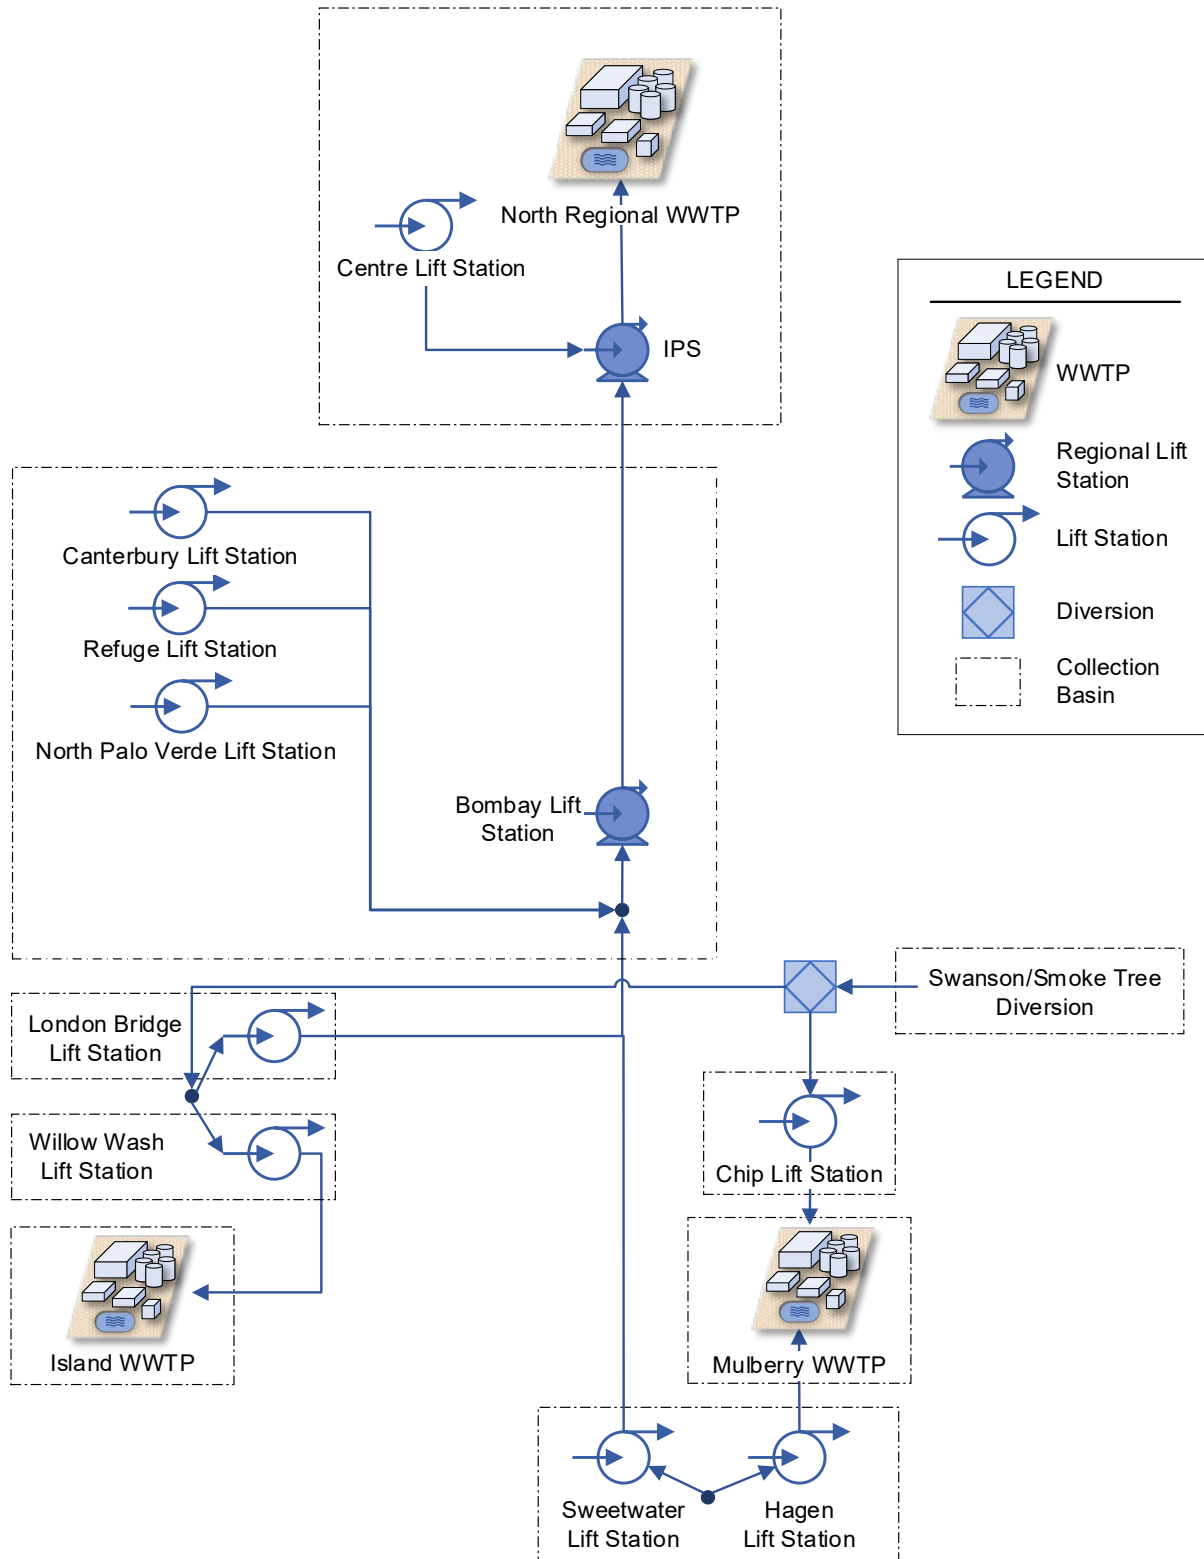 North Regional WWTP
Centre Lift Station
IPS
LEGEND
WWTP
Regional Lift
Station
Lift Station
Diversion
Collection
Basin
Canterbury Lift Station
Refuge Lift Station
North Palo Verde Lift Station
Bombay Lift
Station
Swanson/Smoke Tree
Diversion
London Bridge
Lift Station
Willow Wash
Lift Station
Chip Lift Station
Island WWTP
Mulberry WWTP
Sweetwater
Lift Station
Hagen
Lift Station